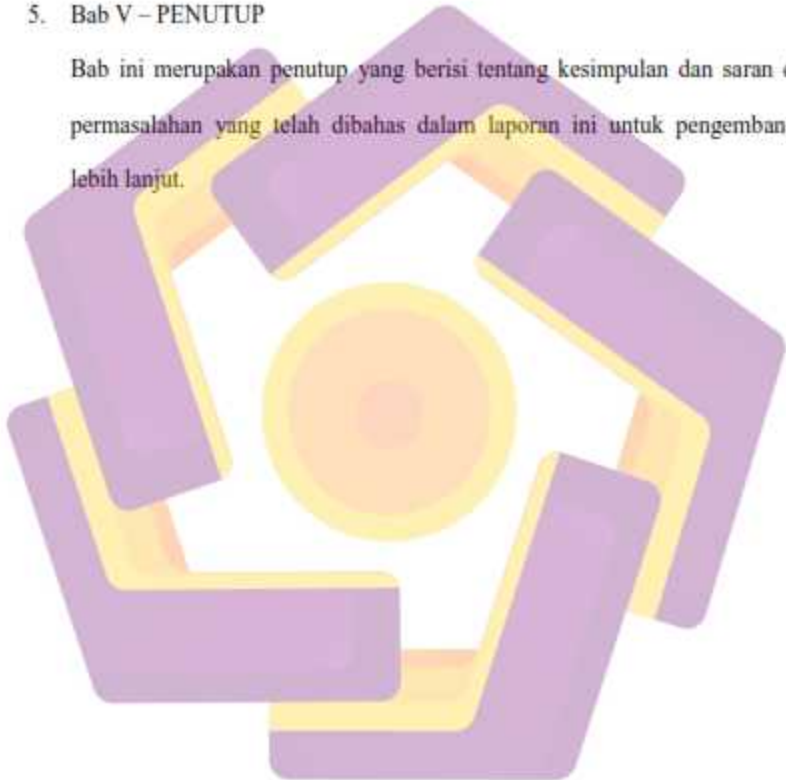 5. Bab V – PENUTUP
Bab ini merupakan penutup yang berisi tentang kesimpulan dan saran
permasalahan yang telah dibahas dalam laporan ini untuk
lebih lanjut.